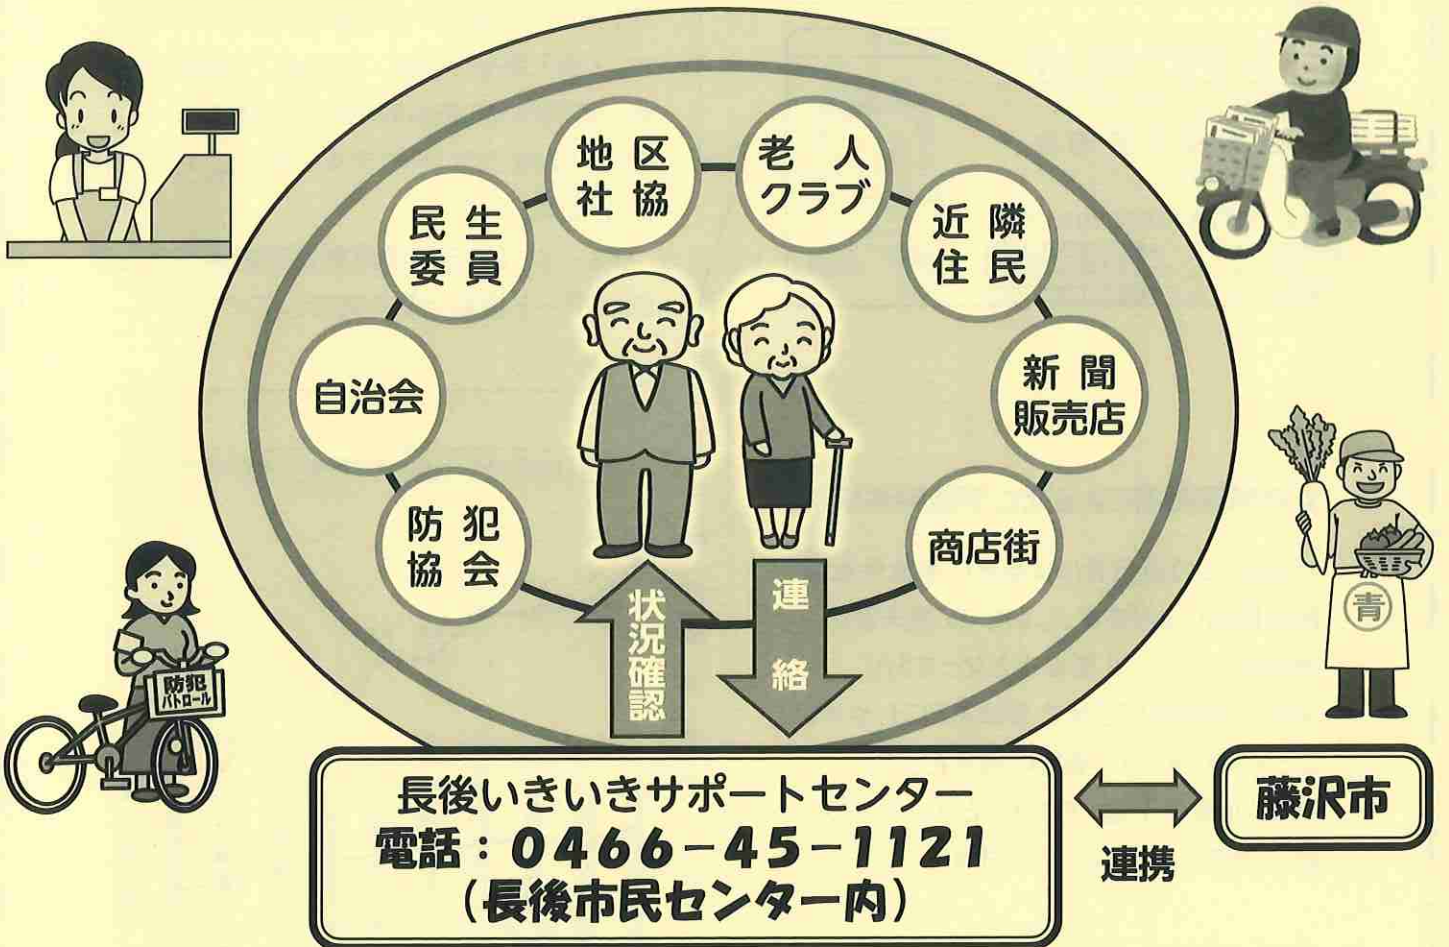 地区
社協
老人
クラブ
民生
委員
近隣
住民
自治会
新聞
販売店
防犯
協会
商店街
状況確認
連絡
青
防犯
パトロール
長後いきいきサポートセンター
電話：0466－45－1121
（長後市民センター内）
連携
藤沢市